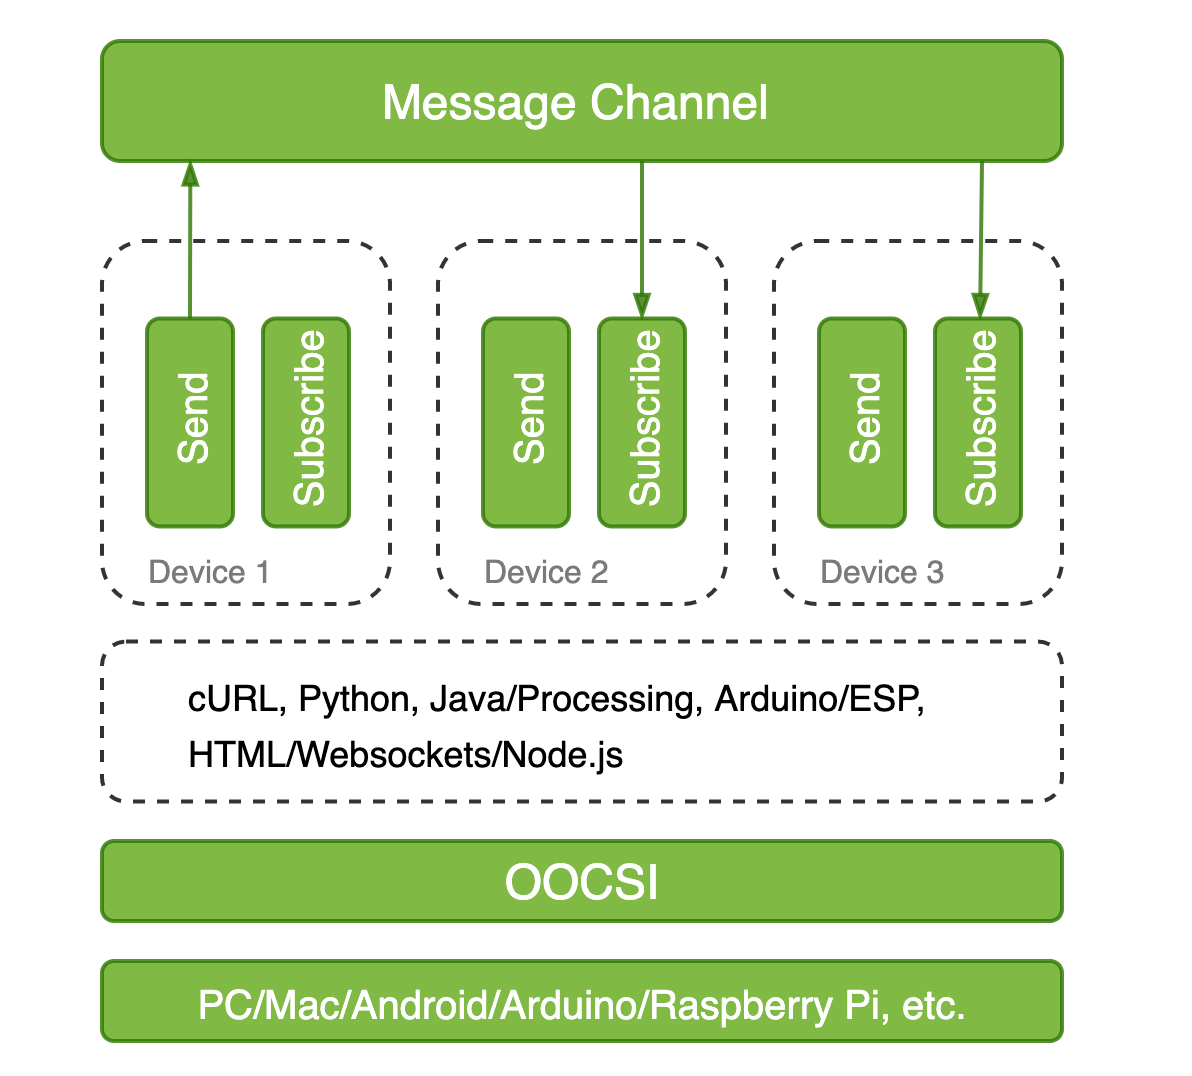 Message Channel
Send
Subscribe
Device 1
Send
Subscribe
Device 2
Send
Subscribe
Device 3
cURL, Python, Java/Processing, Arduino/ESP,
HTML/Websockets/Node.js
OOCSI
PC/Mac/Android/Arduino/Raspberry Pi, etc.